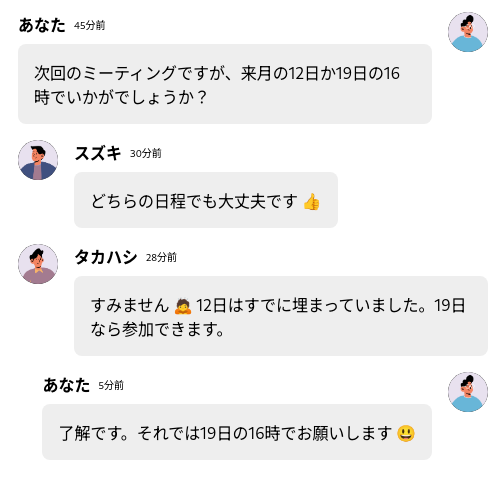 あなた 45分前
次回のミーティングですが、来月の12日か19日の16
時でいかがでしょうか？
スズキ 30分前
どちらの日程でも大丈夫です 👍
タカハシ 28分前
すみません 🙇 12日はすでに埋まっていました。19日
なら参加できます。
あなた 5分前
了解です。それでは19日の16時でお願いします 😃